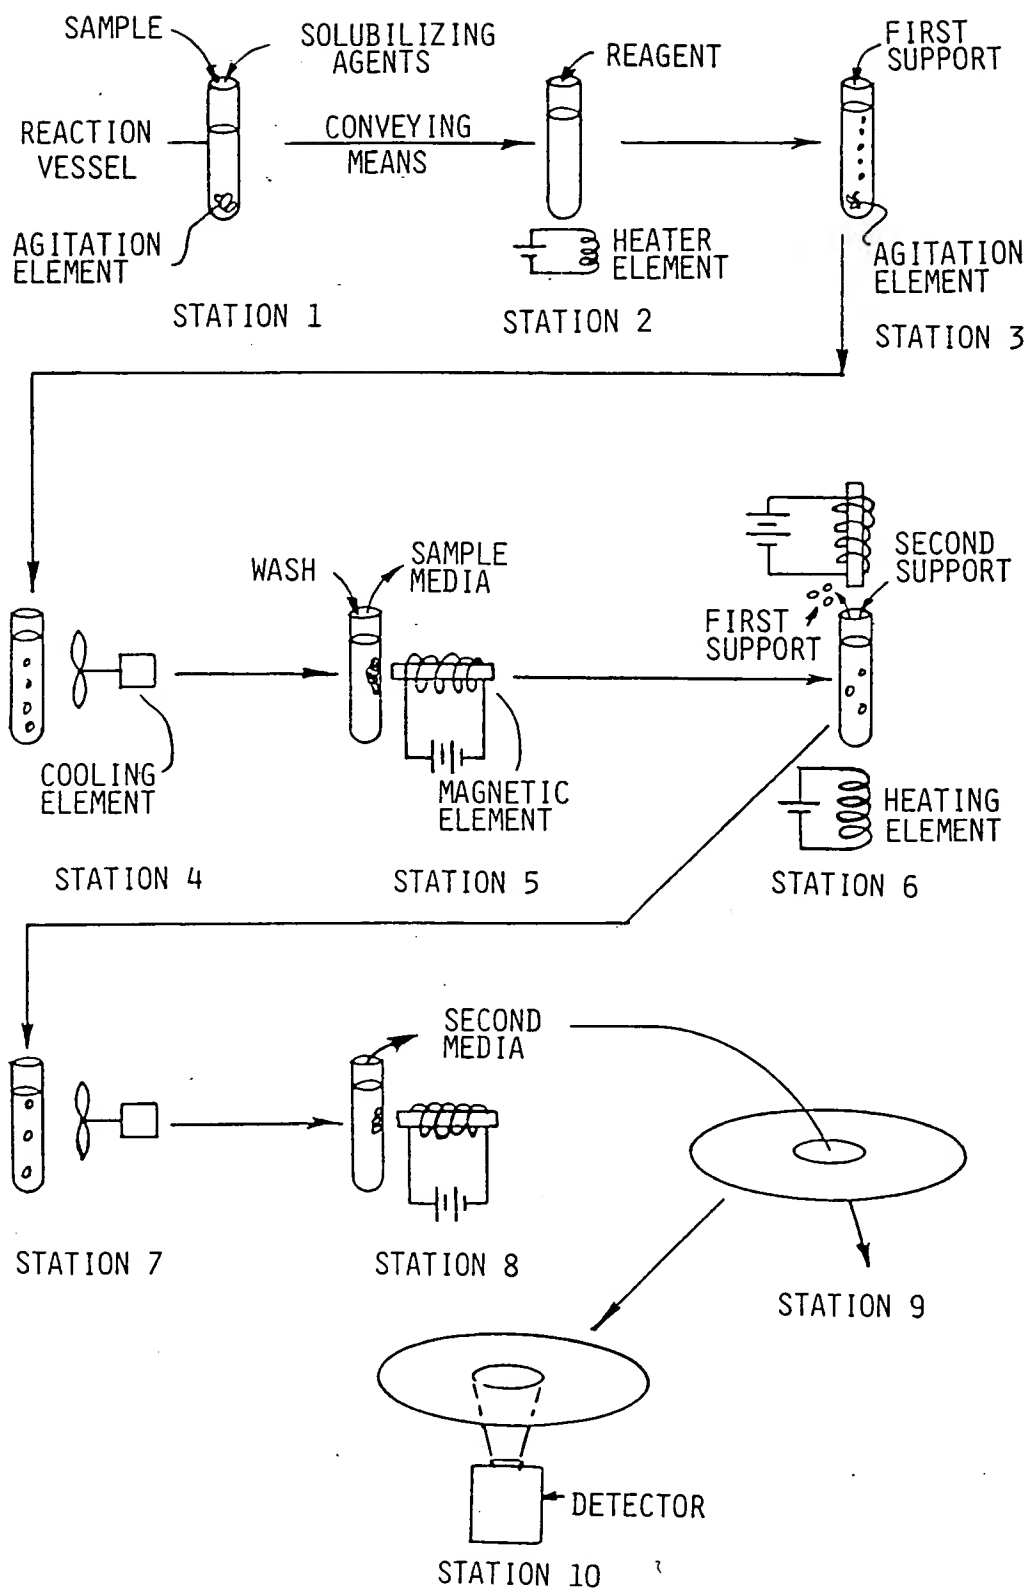 SAMPLE
SOLUBILIZING
AGENTS
REACTION
VESSEL
AGITATION
ELEMENT
STATION 1
CONVEYING
MEANS
REAGENT
HEATER
ELEMENT
STATION 2
FIRST
SUPPORT
AGITATION
ELEMENT
STATION 3
COOLING
ELEMENT
STATION 4
WASH
SAMPLE
MEDIA
MAGNETIC
ELEMENT
STATION 5
SECOND
SUPPORT
FIRST
SUPPORT
HEATING
ELEMENT
STATION 6
STATION 7
SECOND
MEDIA
STATION 8
STATION 9
DETECTOR
STATION 10